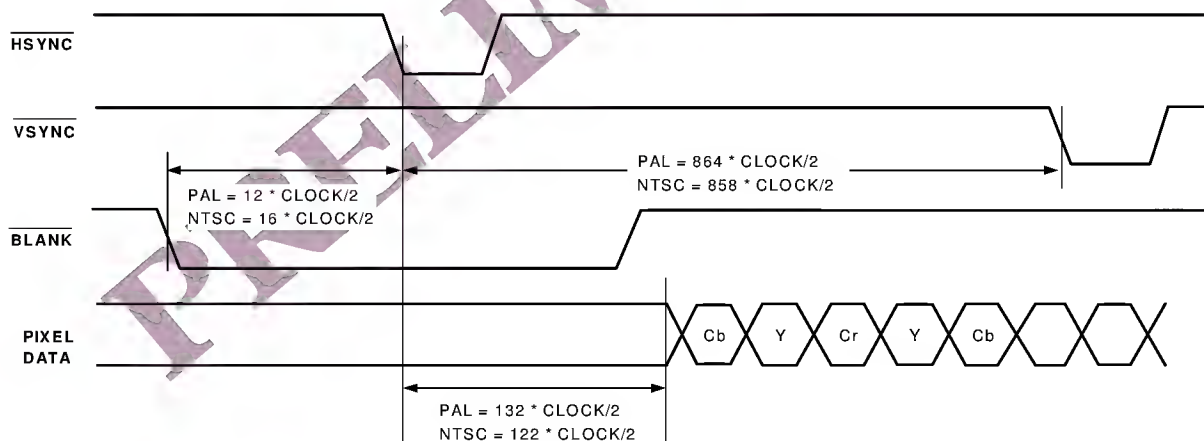 HSYNC
VSYNC
PAL = 12 * CLOCK/2
NTSC = 16 * CLOCK/2
PAL = 864 * CLOCK/2
NTSC = 858 * CLOCK/2
BLANK
PIXEL
DATA
Cb Y Cr Y Cb
PAL = 132 * CLOCK/2
NTSC = 122 * CLOCK/2